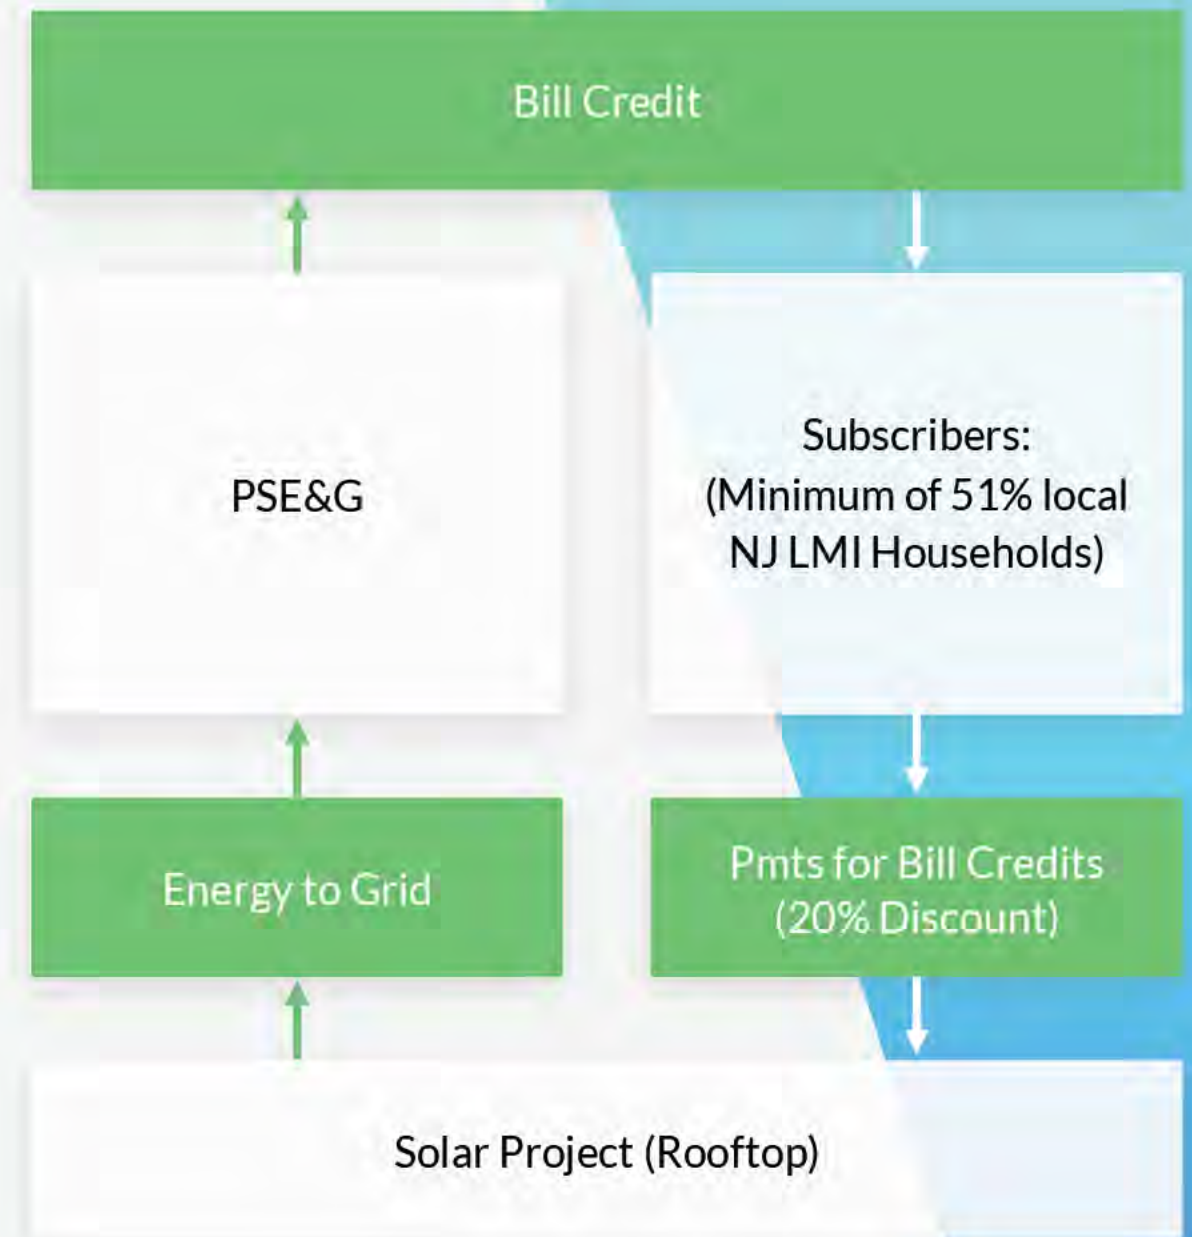 Bill Credit
PSE&G
Subscribers:
(Minimum of 51% local
NJ LMI Households)
Energy to Grid
Pmts for Bill Credits
(20% Discount)
Solar Project (Rooftop)